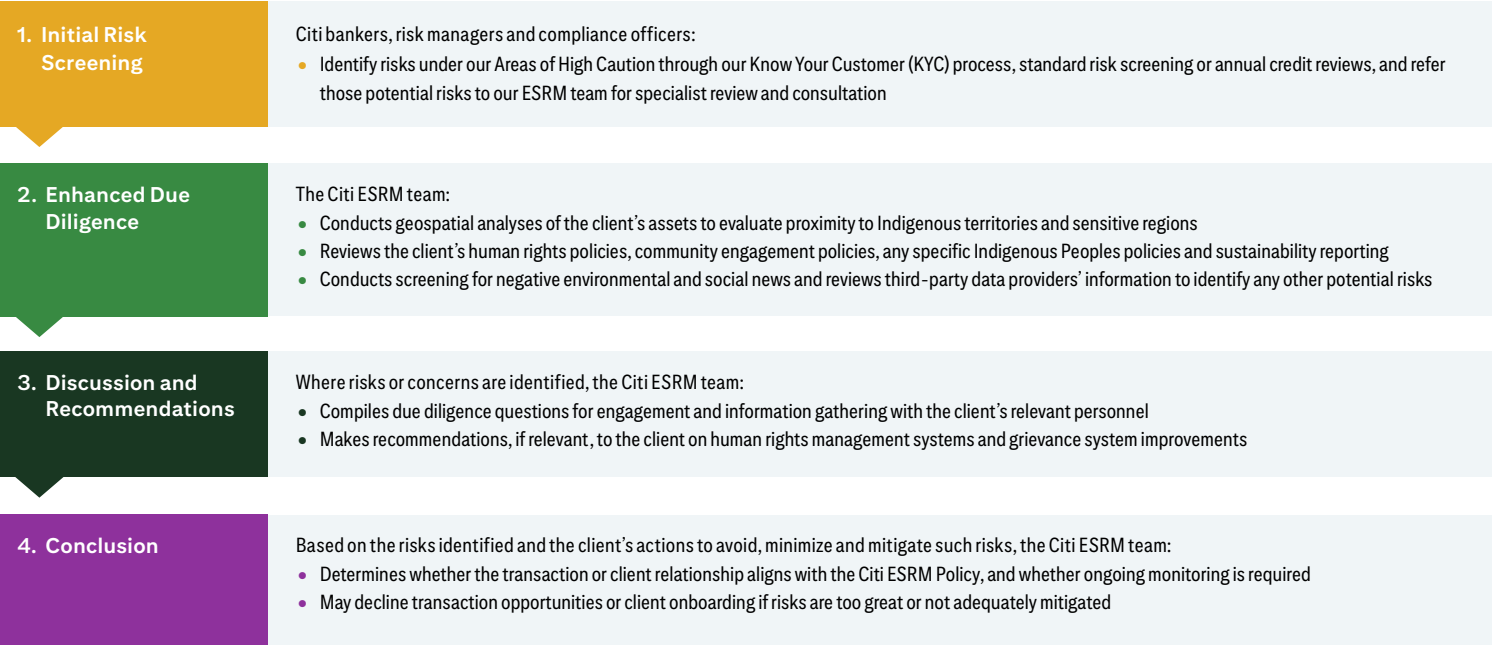 1. Initial Risk
Screening
Citi bankers, risk managers and compliance officers:
• Identify risks under our Areas of High Caution through our Know Your Customer (KYC) process, standard risk screening or annual credit reviews, and refer
those potential risks to our ESRM team for specialist review and consultation
2. Enhanced Due
Diligence
The Citi ESRM team:
• Conducts geospatial analyses of the client’s assets to evaluate proximity to Indigenous territories and sensitive regions
• Reviews the client’s human rights policies, community engagement policies, any specific Indigenous Peoples policies and sustainability reporting
• Conducts screening for negative environmental and social news and reviews third-party data providers’ information to identify any other potential risks
3. Discussion and
Recommendations
Where risks or concerns are identified, the Citi ESRM team:
• Compiles due diligence questions for engagement and information gathering with the client’s relevant personnel
• Makes recommendations, if relevant, to the client on human rights management systems and grievance system improvements
4. Conclusion
Based on the risks identified and the client’s actions to avoid, minimize and mitigate such risks, the Citi ESRM team:
• Determines whether the transaction or client relationship aligns with the Citi ESRM Policy, and whether ongoing monitoring is required
• May decline transaction opportunities or client onboarding if risks are too great or not adequately mitigated